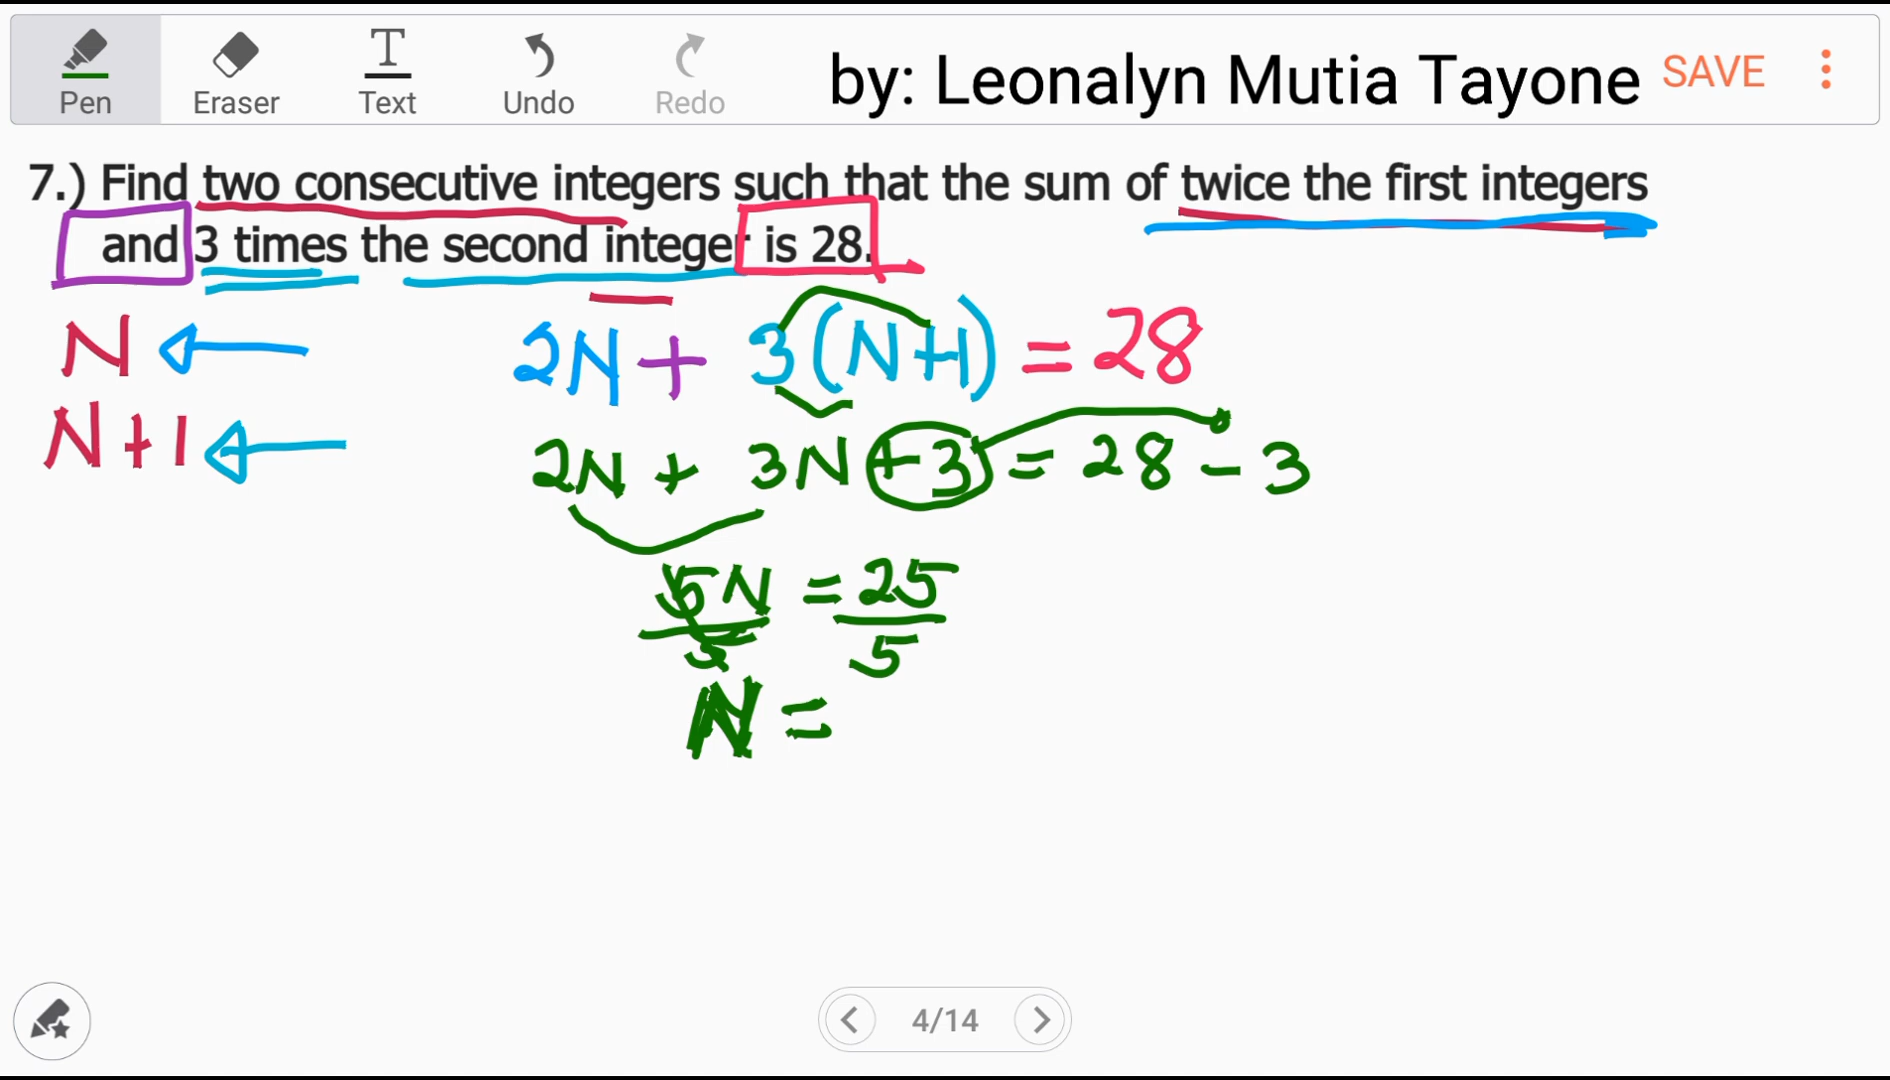 Pen Eraser Text Undo Redo by: Leonalyn Mutia Tayone SAVE
7.) Find two consecutive integers such that the sum of twice the first integers
and 3 times the second integer is 28.
N
2N + 3(N+1) = 28
N+1
2N + 3N +3 = 28 - 3
5N = 25
5 5
N =
4/14